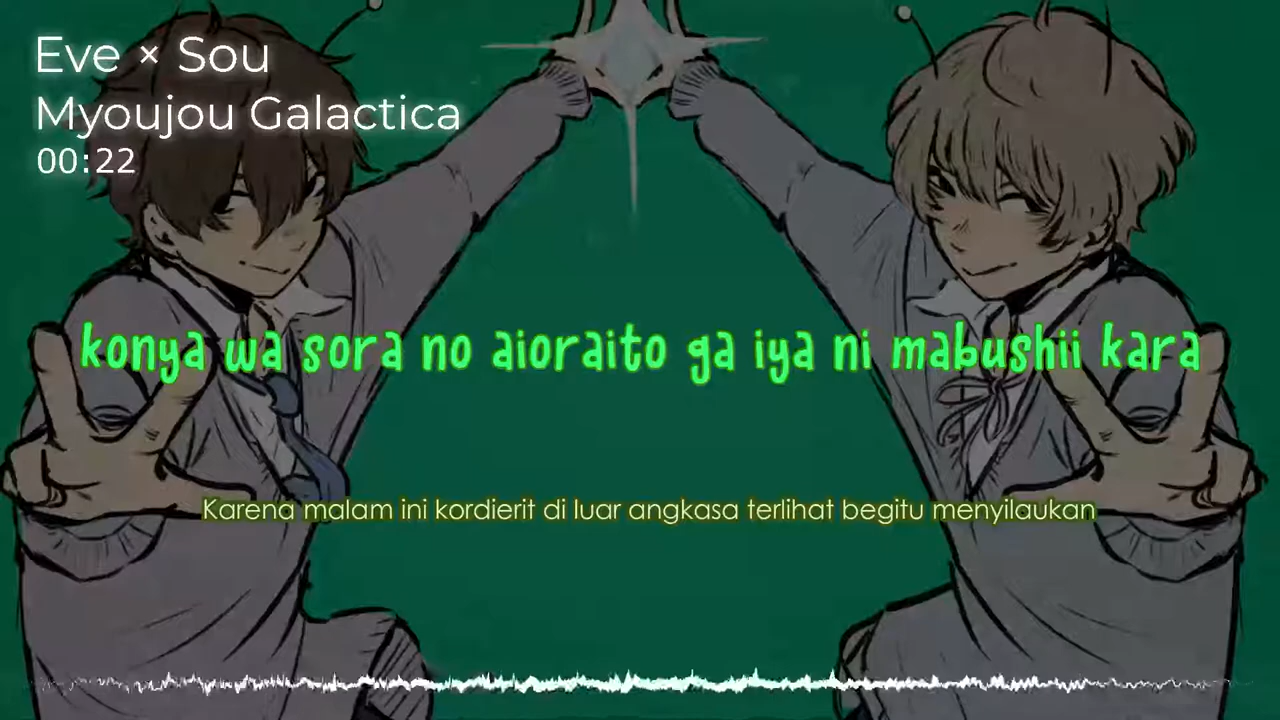 Eve × Sou
Myoujou Galactica
00:22
konya wa sora no aioraito ga iya ni mabushii kara
Karena malam ini kordierit di luar angkasa terlihat begitu menyilaukan